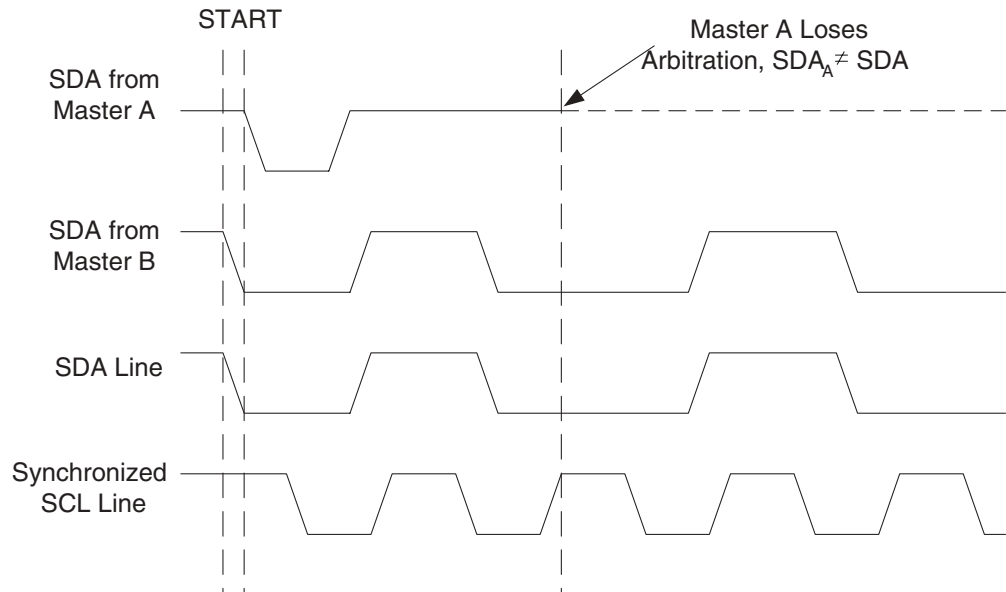 START
Master A Loses
Arbitration, SDA_A ≠ SDA
SDA from
Master A
SDA from
Master B
SDA Line
Synchronized
SCL Line